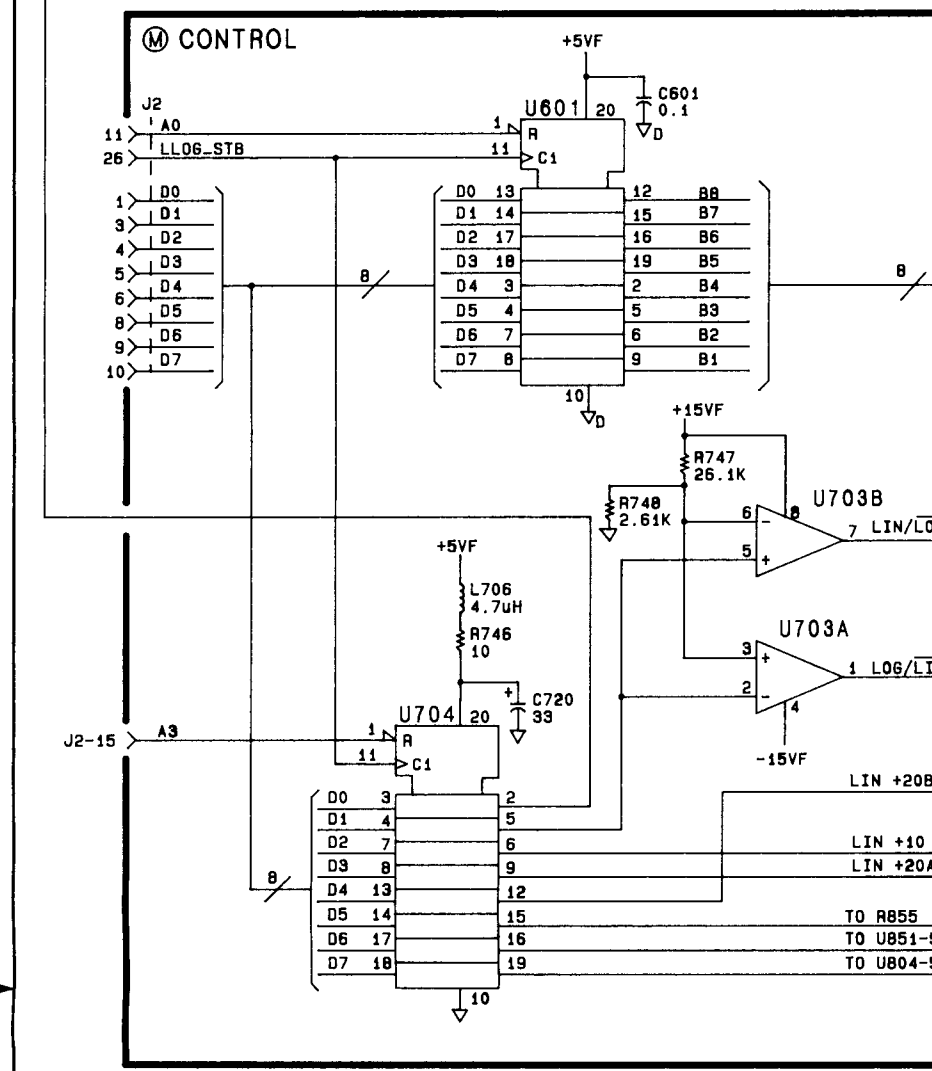 Ⓜ CONTROL
+5VF
C601
0.1
D
J2
U601
20
11 A0
1 R
26 LLOG_STB
11 C1
1 D0
3 D1
4 D2
5 D3
6 D4
8 D5
9 D6
10 D7
8
D0 13 12 B8
D1 14 15 B7
D2 17 16 B6
D3 18 19 B5
D4 3 2 B4
D5 4 5 B3
D6 7 6 B2
D7 8 9 B1
8
10
D
+15VF
R747
26.1K
R748
2.61K
U703B
6 - 8
5 +
7 LIN/
+5VF
L706
4.7uH
R746
10
U703A
3 +
2 -
1 LOG/
4
-15VF
+ C720
33
U704
20
J2-15 A3
1 R
11 C1
D0 3 2
D1 4 5
D2 7 6
D3 8 9
D4 13 12
D5 14 15
D6 17 16
D7 18 19
8
10
LIN +20B
LIN +10
LIN +20A
TO R855
TO U851-
TO U804-